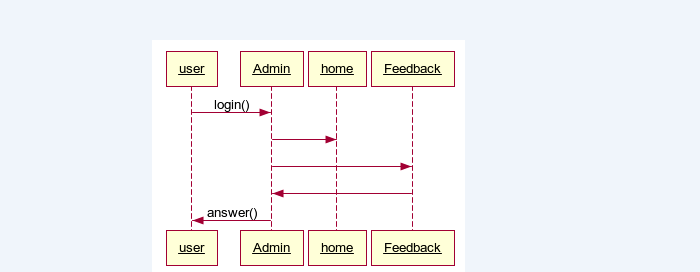 user Admin home Feedback
login()
answer()
user Admin home Feedback